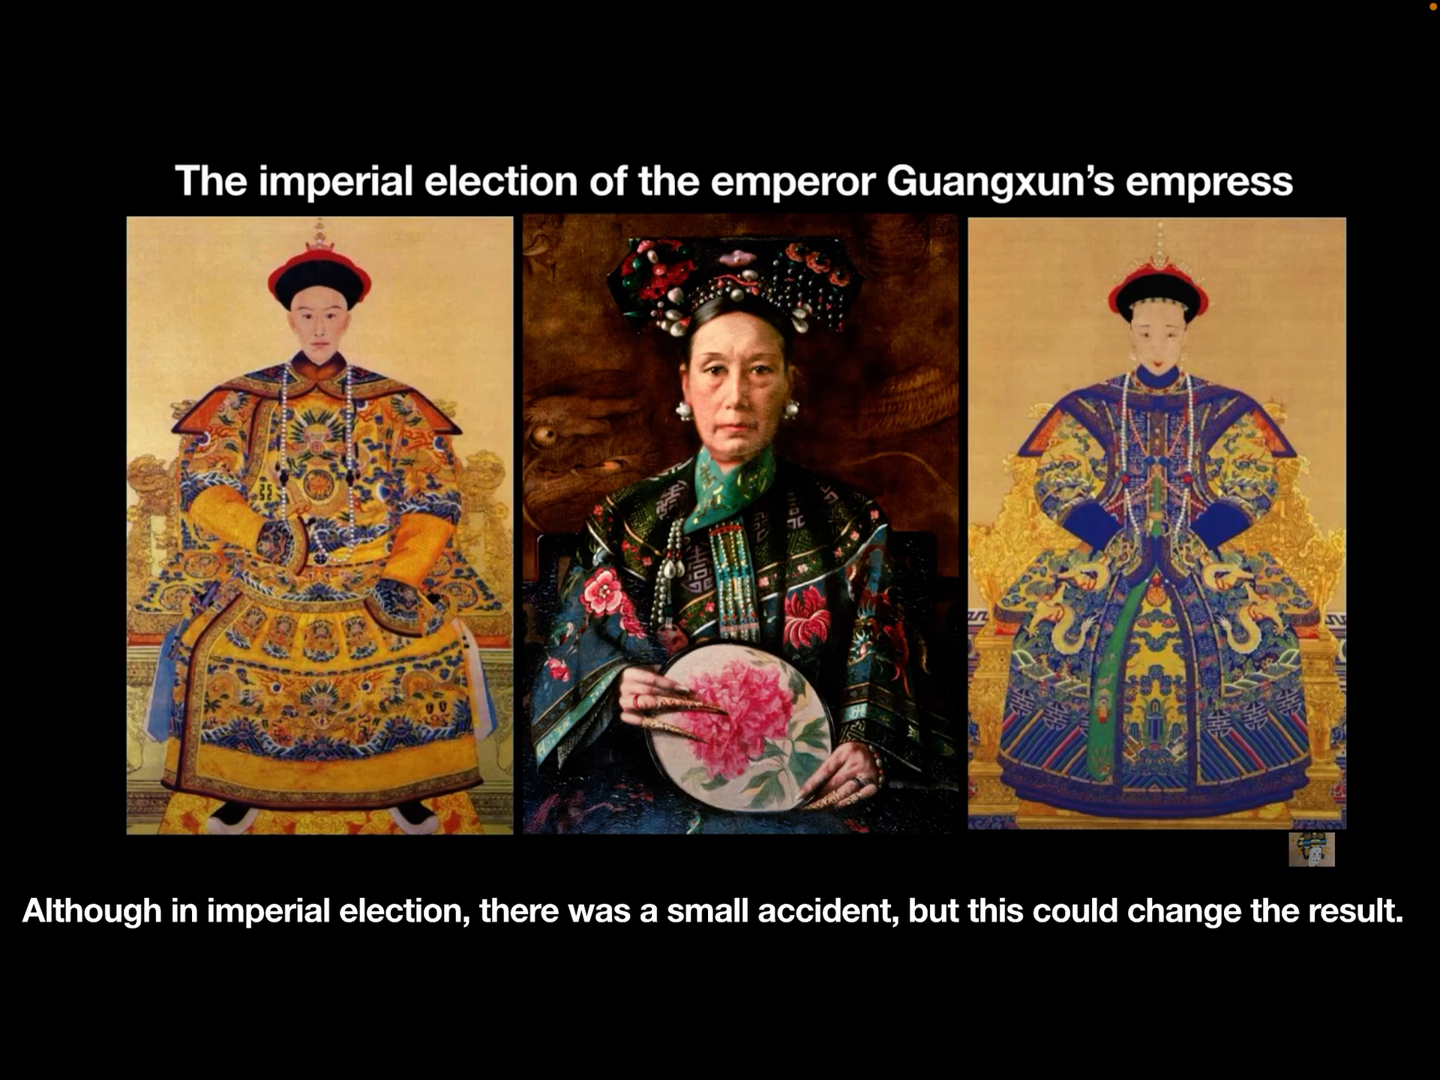 The imperial election of the emperor Guangxun’s empress
Although in imperial election, there was a small accident, but this could change the result.